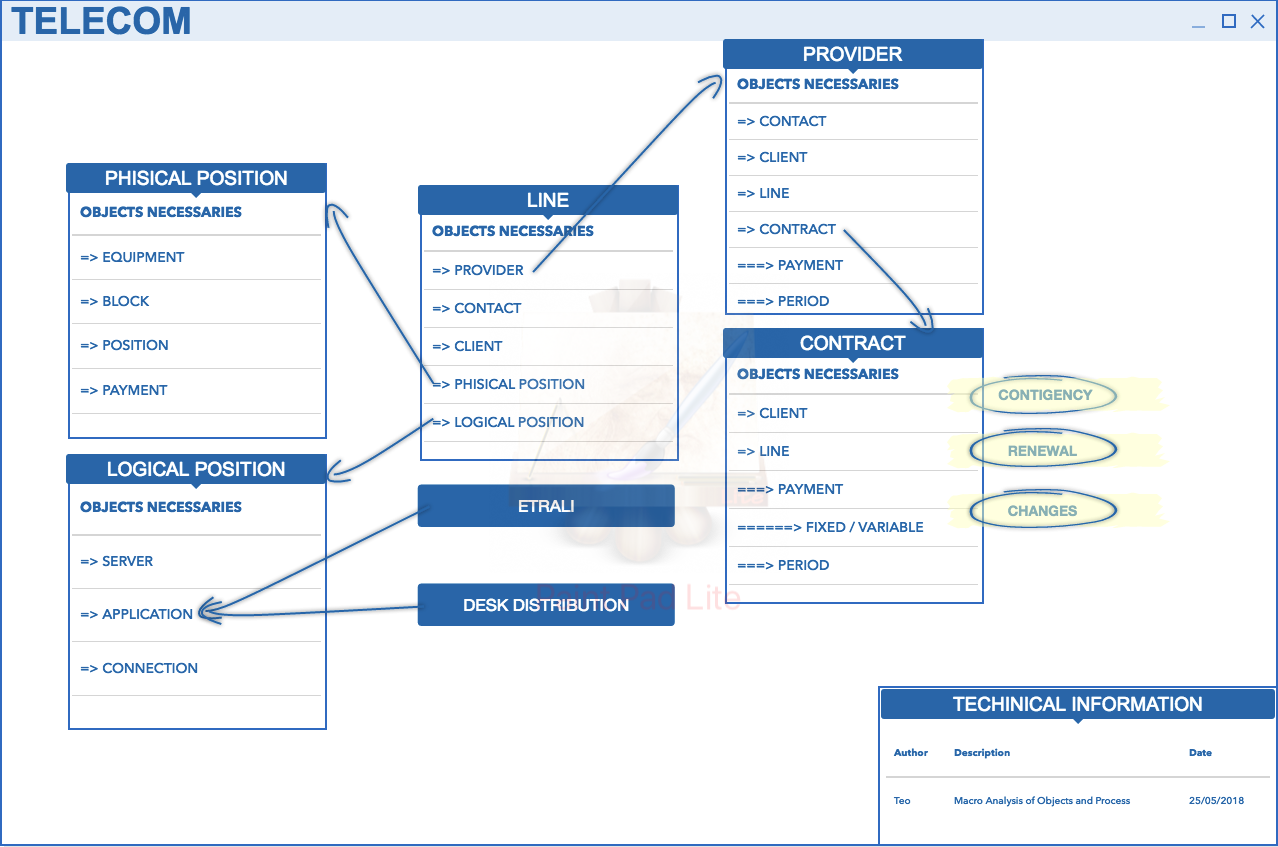 TELECOM
PROVIDER
OBJECTS NECESSARIES
=> CONTACT
=> CLIENT
=> LINE
=> CONTRACT
===> PAYMENT
===> PERIOD
PHISICAL POSITION
OBJECTS NECESSARIES
=> EQUIPMENT
=> BLOCK
=> POSITION
=> PAYMENT
LINE
OBJECTS NECESSARIES
=> PROVIDER
=> CONTACT
=> CLIENT
=> PHISICAL POSITION
=> LOGICAL POSITION
CONTRACT
OBJECTS NECESSARIES
=> CLIENT
=> LINE
===> PAYMENT
======> FIXED / VARIABLE
===> PERIOD
CONTIGENCY
RENEWAL
CHANGES
LOGICAL POSITION
OBJECTS NECESSARIES
=> SERVER
=> APPLICATION
=> CONNECTION
ETRALI
DESK DISTRIBUTION
Paint Pad Lite
TECHINICAL INFORMATION
Author Description Date
Teo Macro Analysis of Objects and Process 25/05/2018